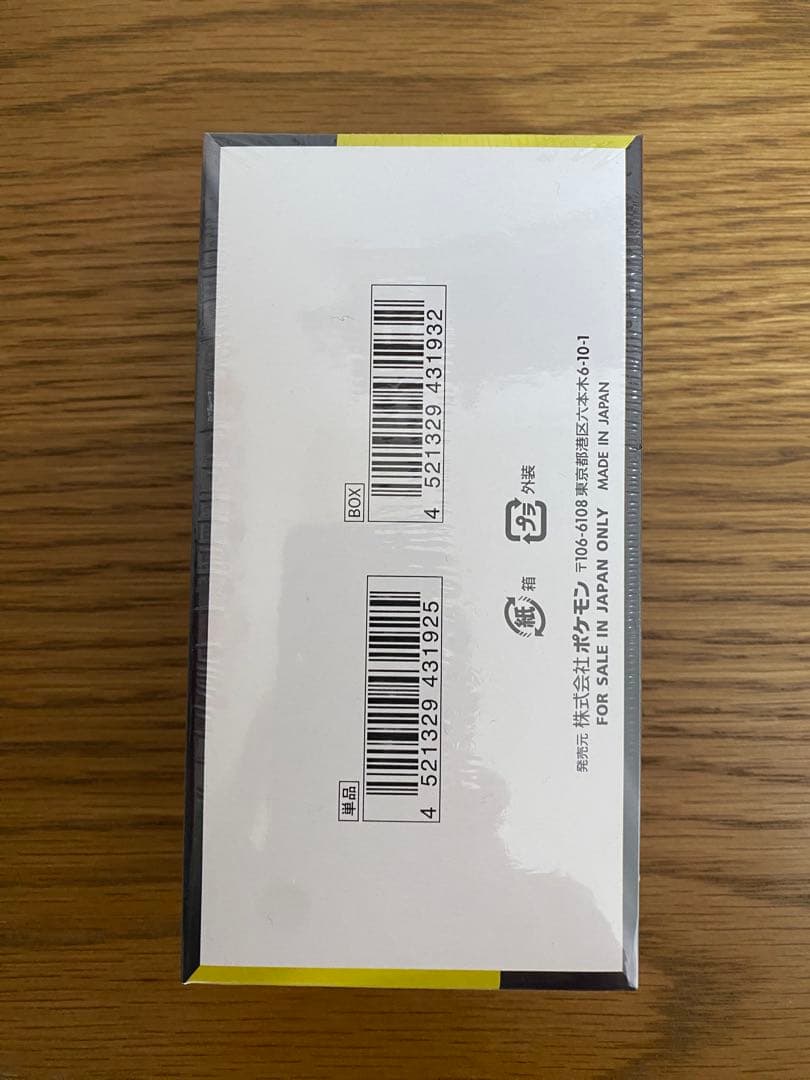 単品
4 521329 431925
BOX
4 521329 431932
紙 箱
プラ 外装
発売元 株式会社ポケモン 〒106-6108 東京都港区六本木6-10-1
FOR SALE IN JAPAN ONLY MADE IN JAPAN